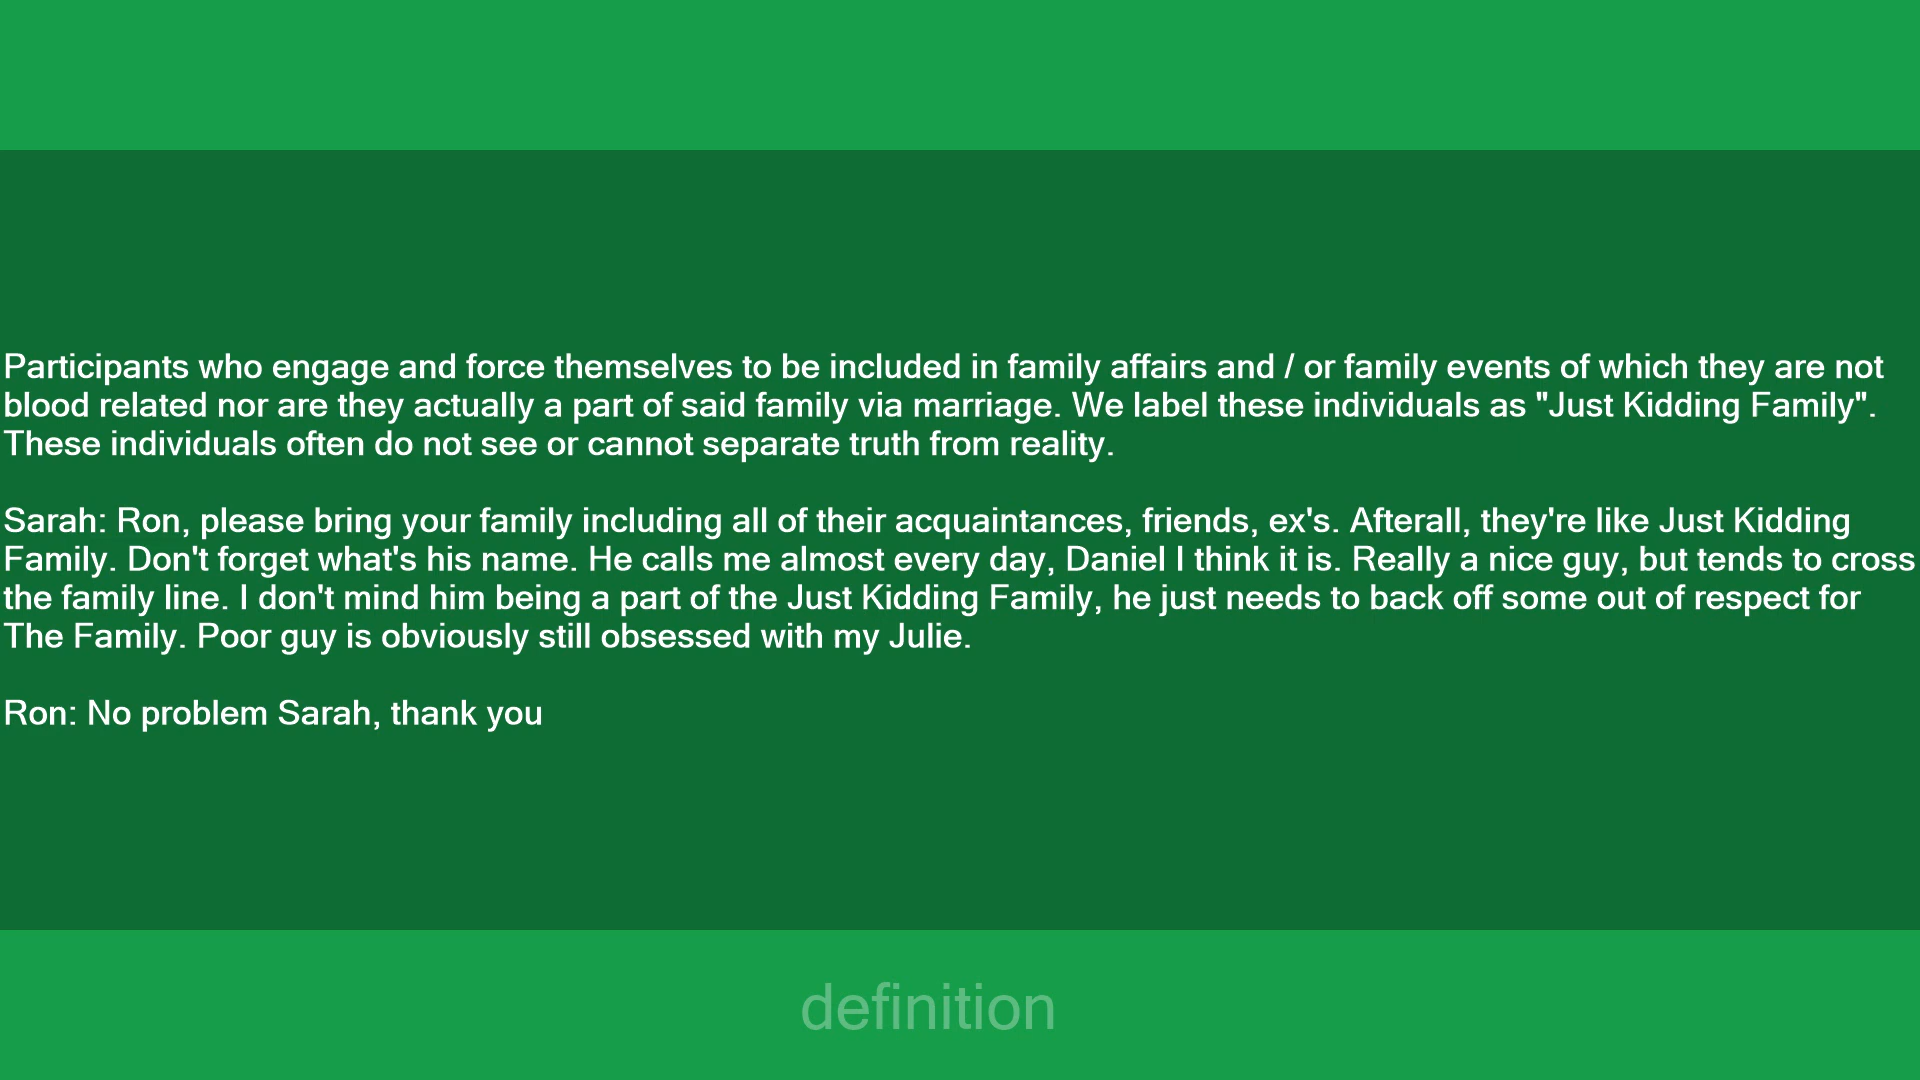 Participants who engage and force themselves to be included in family affairs and / or family events of which they are not
blood related nor are they actually a part of said family via marriage. We label these individuals as "Just Kidding Family".
These individuals often do not see or cannot separate truth from reality.
Sarah: Ron, please bring your family including all of their acquaintances, friends, ex's. Afterall, they're like Just Kidding
Family. Don't forget what's his name. He calls me almost every day, Daniel I think it is. Really a nice guy, but tends to cross
the family line. I don't mind him being a part of the Just Kidding Family, he just needs to back off some out of respect for
The Family. Poor guy is obviously still obsessed with my Julie.
Ron: No problem Sarah, thank you
definition